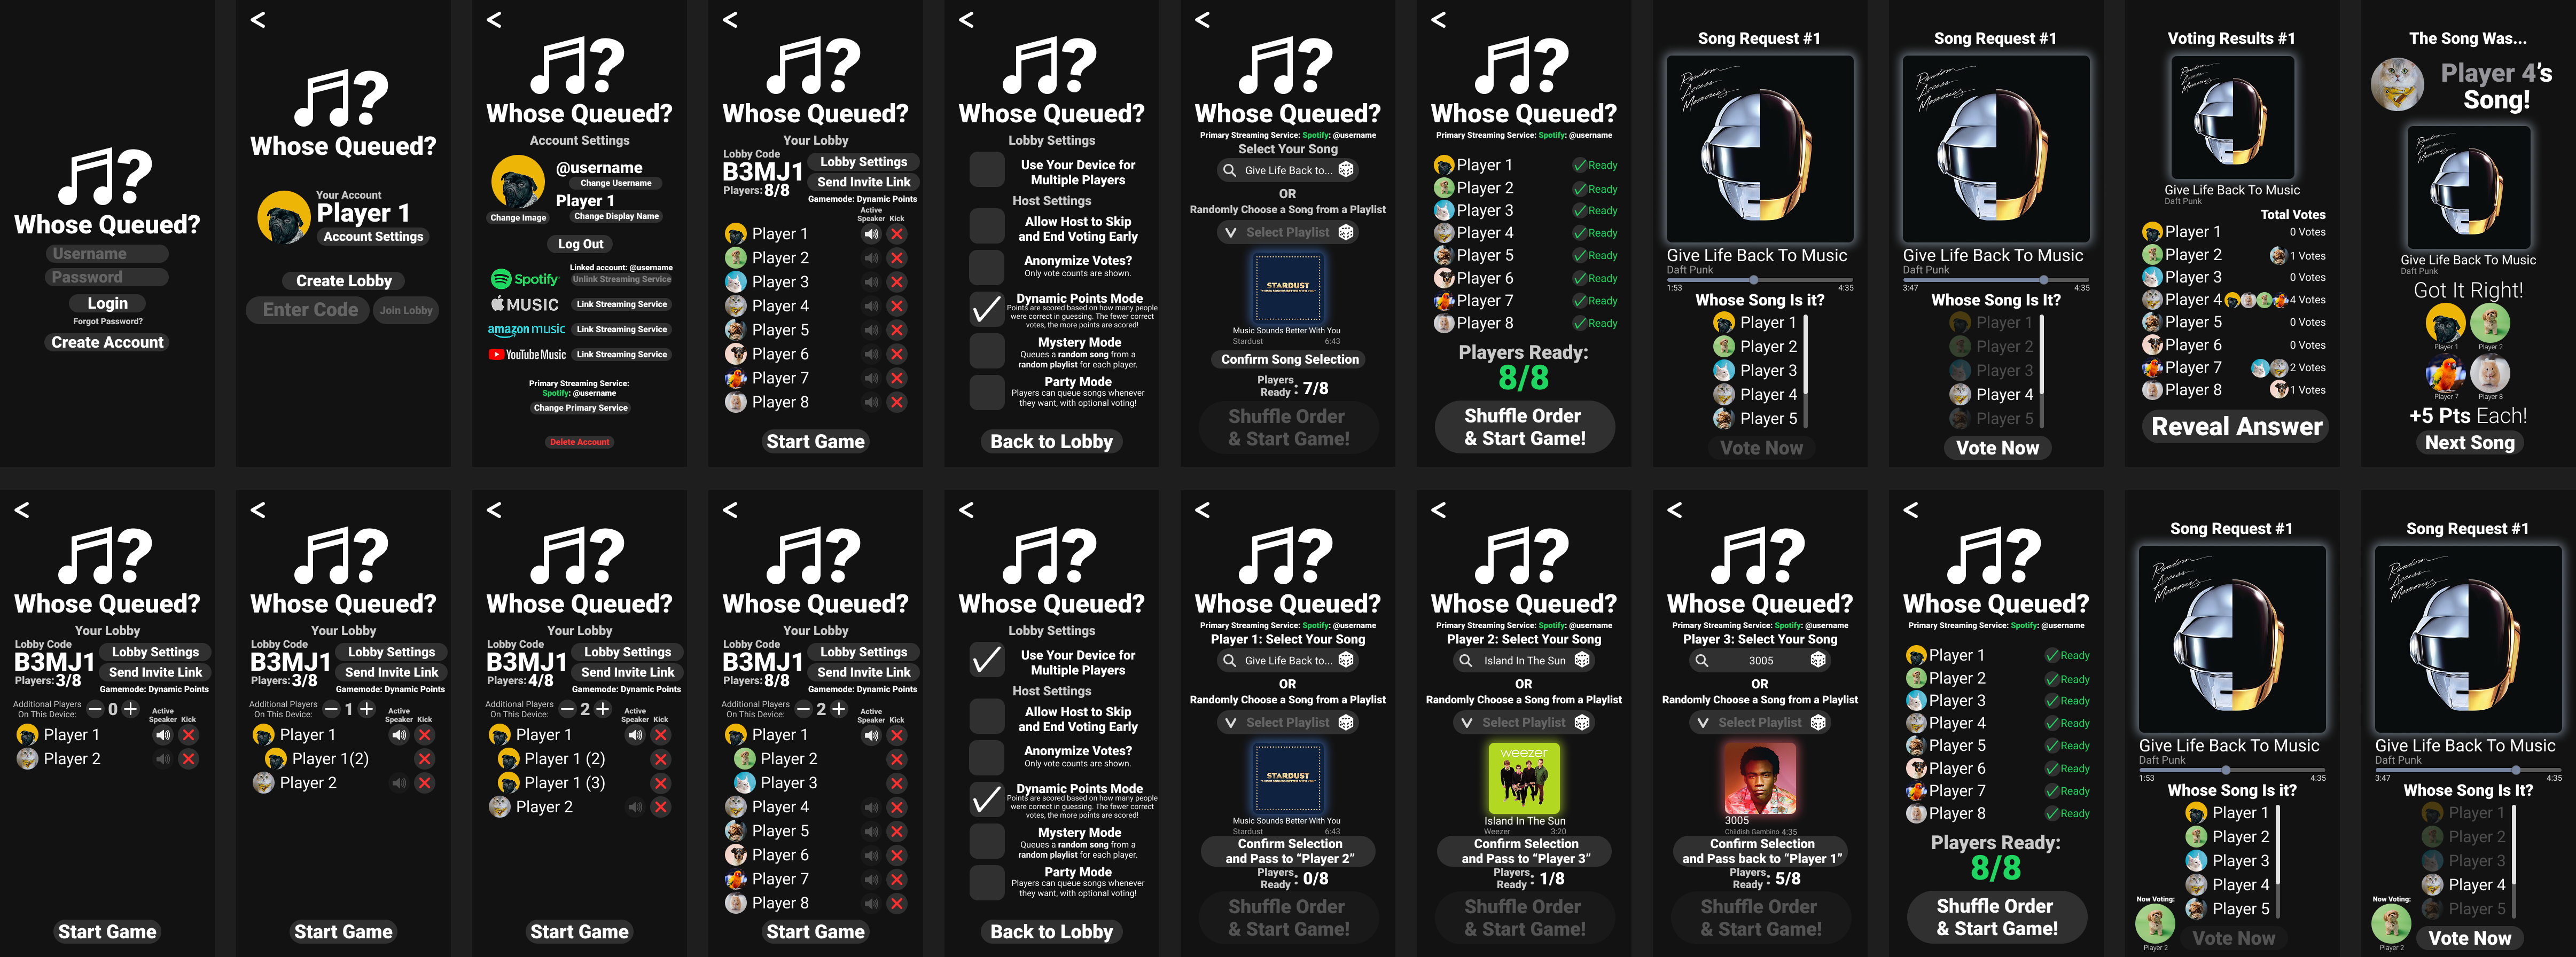 Whose Queued?
Username
Password
Login
Forgot Password?
Create Account
<
Whose Queued?
Your Account
Player 1
Account Settings
Create Lobby
Enter Code
Join Lobby
<
Whose Queued?
Account Settings
@username
Change Username
Player 1
Change Image
Change Display Name
Log Out
Linked account: @username
Spotify
Unlink Streaming Service
MUSIC
Link Streaming Service
amazon music
Link Streaming Service
YouTube Music
Link Streaming Service
Primary Streaming Service:
Spotify: @username
Change Primary Service
Delete Account
<
Whose Queued?
Your Lobby
Lobby Code
B3MJ1
Players: 8/8
Lobby Settings
Send Invite Link
Gamemode: Dynamic Points
Active Speaker
Kick
Player 1
Player 2
Player 3
Player 4
Player 5
Player 6
Player 7
Player 8
Start Game
<
Whose Queued?
Lobby Settings
Use Your Device for
Multiple Players
Host Settings
Allow Host to Skip
and End Voting Early
Anonymize Votes?
Only vote counts are shown.
Dynamic Points Mode
Points are scored based on how many people
were correct in guessing. The fewer correct
votes, the more points are scored!
Mystery Mode
Queues a random song from a
random playlist for each player.
Party Mode
Players can queue songs whenever
they want, with optional voting!
Back to Lobby
<
Whose Queued?
Primary Streaming Service: Spotify: @username
Select Your Song
Give Life Back to...
OR
Randomly Choose a Song from a Playlist
Select Playlist
STARDUST
"MUSIC SOUNDS BETTER WITH YOU"
Music Sounds Better With You
Stardust 6:43
Confirm Song Selection
Players
Ready : 7/8
Shuffle Order
& Start Game!
<
Whose Queued?
Primary Streaming Service: Spotify: @username
Player 1 Ready
Player 2 Ready
Player 3 Ready
Player 4 Ready
Player 5 Ready
Player 6 Ready
Player 7 Ready
Player 8 Ready
Players Ready:
8/8
Shuffle Order
& Start Game!
Song Request #1
Random
Access
Memories
Give Life Back To Music
Daft Punk
1:53 4:35
Whose Song Is it?
Player 1
Player 2
Player 3
Player 4
Player 5
Vote Now
Song Request #1
Random
Access
Memories
Give Life Back To Music
Daft Punk
3:47 4:35
Whose Song Is It?
Player 1
Player 2
Player 3
Player 4
Player 5
Vote Now
Voting Results #1
Random
Access
Memories
Give Life Back To Music
Daft Punk
Total Votes
Player 1 0 Votes
Player 2 1 Votes
Player 3 0 Votes
Player 4 4 Votes
Player 5 0 Votes
Player 6 0 Votes
Player 7 2 Votes
Player 8 1 Votes
Reveal Answer
The Song Was...
Player 4's
Song!
Random
Access
Memories
Give Life Back To Music
Daft Punk
Got It Right!
Player 1
Player 2
Player 7
Player 8
+5 Pts Each!
Next Song
<
Whose Queued?
Your Lobby
Lobby Code
B3MJ1
Players: 3/8
Lobby Settings
Send Invite Link
Gamemode: Dynamic Points
Additional Players
On This Device:
− 0 +
Active Speaker
Kick
Player 1
Player 2
Start Game
<
Whose Queued?
Your Lobby
Lobby Code
B3MJ1
Players: 3/8
Lobby Settings
Send Invite Link
Gamemode: Dynamic Points
Additional Players
On This Device:
− 1 +
Active Speaker
Kick
Player 1
Player 1(2)
Player 2
Start Game
<
Whose Queued?
Your Lobby
Lobby Code
B3MJ1
Players: 4/8
Lobby Settings
Send Invite Link
Gamemode: Dynamic Points
Additional Players
On This Device:
− 2 +
Active Speaker
Kick
Player 1
Player 1 (2)
Player 1 (3)
Player 2
Start Game
<
Whose Queued?
Your Lobby
Lobby Code
B3MJ1
Players: 8/8
Lobby Settings
Send Invite Link
Gamemode: Dynamic Points
Additional Players
On This Device:
− 2 +
Active Speaker
Kick
Player 1
Player 2
Player 3
Player 4
Player 5
Player 6
Player 7
Player 8
Start Game
<
Whose Queued?
Lobby Settings
Use Your Device for
Multiple Players
Host Settings
Allow Host to Skip
and End Voting Early
Anonymize Votes?
Only vote counts are shown.
Dynamic Points Mode
Points are scored based on how many people
were correct in guessing. The fewer correct
votes, the more points are scored!
Mystery Mode
Queues a random song from a
random playlist for each player.
Party Mode
Players can queue songs whenever
they want, with optional voting!
Back to Lobby
<
Whose Queued?
Primary Streaming Service: Spotify: @username
Player 1: Select Your Song
Give Life Back to...
OR
Randomly Choose a Song from a Playlist
Select Playlist
STARDUST
"MUSIC SOUNDS BETTER WITH YOU"
Music Sounds Better With You
Stardust 6:43
Confirm Selection
and Pass to “Player 2”
Players
Ready : 0/8
Shuffle Order
& Start Game!
<
Whose Queued?
Primary Streaming Service: Spotify: @username
Player 2: Select Your Song
Island In The Sun
OR
Randomly Choose a Song from a Playlist
Select Playlist
weezer
Island In The Sun
Weezer 3:20
Confirm Selection
and Pass to “Player 3”
Players
Ready : 1/8
Shuffle Order
& Start Game!
<
Whose Queued?
Primary Streaming Service: Spotify: @username
Player 3: Select Your Song
3005
OR
Randomly Choose a Song from a Playlist
Select Playlist
3005
Childish Gambino 4:35
Confirm Selection
and Pass back to “Player 1”
Players
Ready : 5/8
Shuffle Order
& Start Game!
<
Whose Queued?
Primary Streaming Service: Spotify: @username
Player 1 Ready
Player 2 Ready
Player 3 Ready
Player 4 Ready
Player 5 Ready
Player 6 Ready
Player 7 Ready
Player 8 Ready
Players Ready:
8/8
Shuffle Order
& Start Game!
Song Request #1
Random
Access
Memories
Give Life Back To Music
Daft Punk
1:53 4:35
Whose Song Is it?
Player 1
Player 2
Player 3
Player 4
Player 5
Now Voting:
Player 2
Vote Now
Song Request #1
Random
Access
Memories
Give Life Back To Music
Daft Punk
3:47 4:35
Whose Song Is It?
Player 1
Player 2
Player 3
Player 4
Player 5
Now Voting:
Player 2
Vote Now